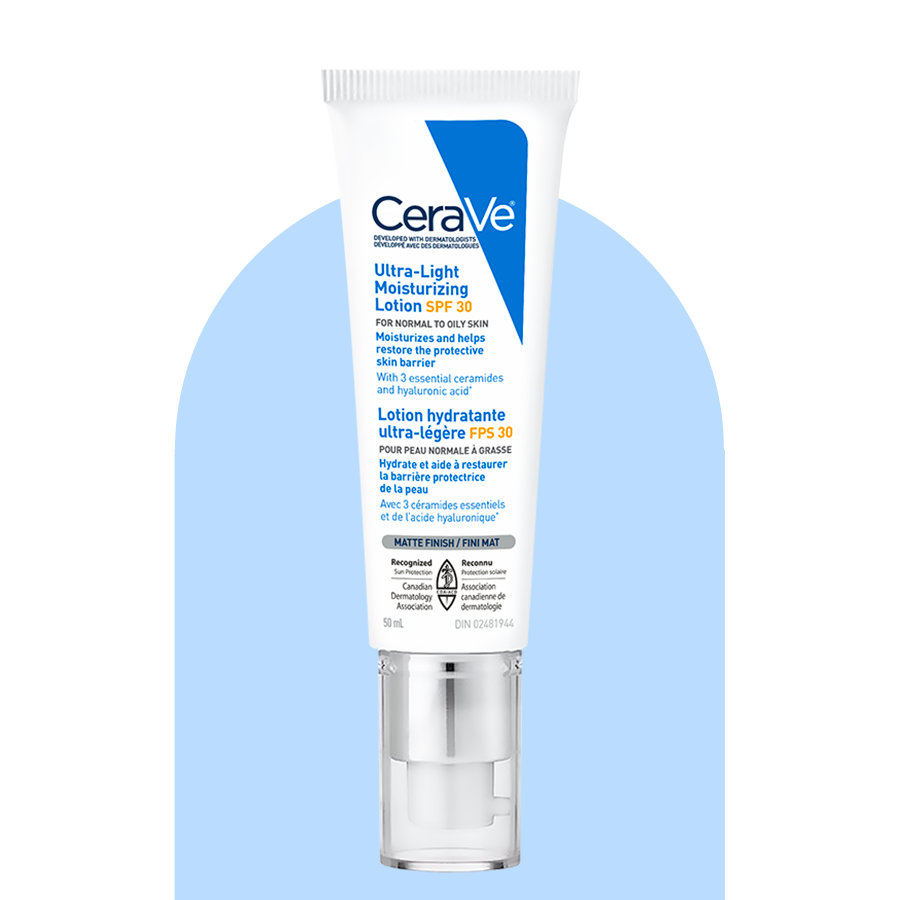 CeraVe®
DEVELOPED WITH DERMATOLOGISTS
DÉVELOPPÉ AVEC DES DERMATOLOGUES
Ultra-Light
Moisturizing
Lotion SPF 30
FOR NORMAL TO OILY SKIN
Moisturizes and helps
restore the protective
skin barrier
With 3 essential ceramides
and hyaluronic acid*
Lotion hydratante
ultra-légère FPS 30
POUR PEAU NORMALE À GRASSE
Hydrate et aide à restaurer
la barrière protectrice
de la peau
Avec 3 céramides essentiels
et de l'acide hyaluronique*
MATTE FINISH / FINI MAT
Recognized
Sun Protection
Canadian
Dermatology
Association
CDA-ACD
Reconnu
Protection solaire
Association
canadienne de
dermatologie
50 mL
DIN 02481944